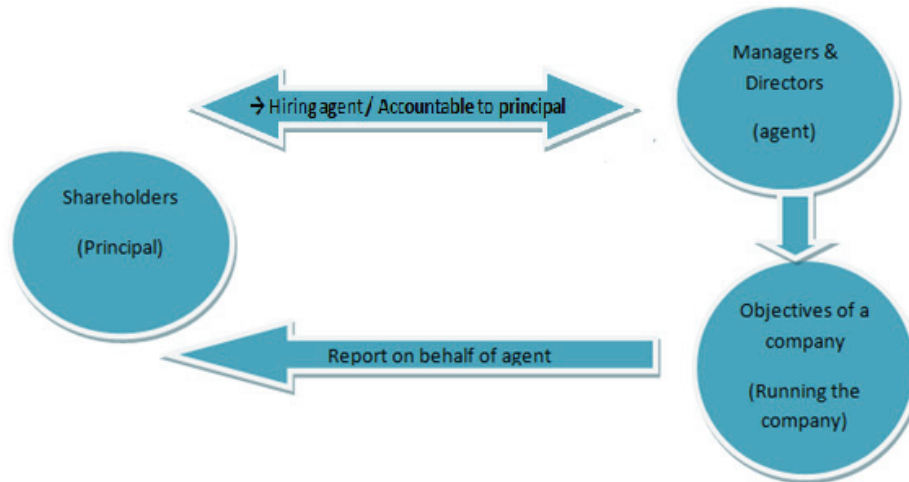 Managers &
Directors
(agent)
→ Hiring agent / Accountable to principal
Shareholders
(Principal)
Objectives of a
company
(Running the
company)
Report on behalf of agent